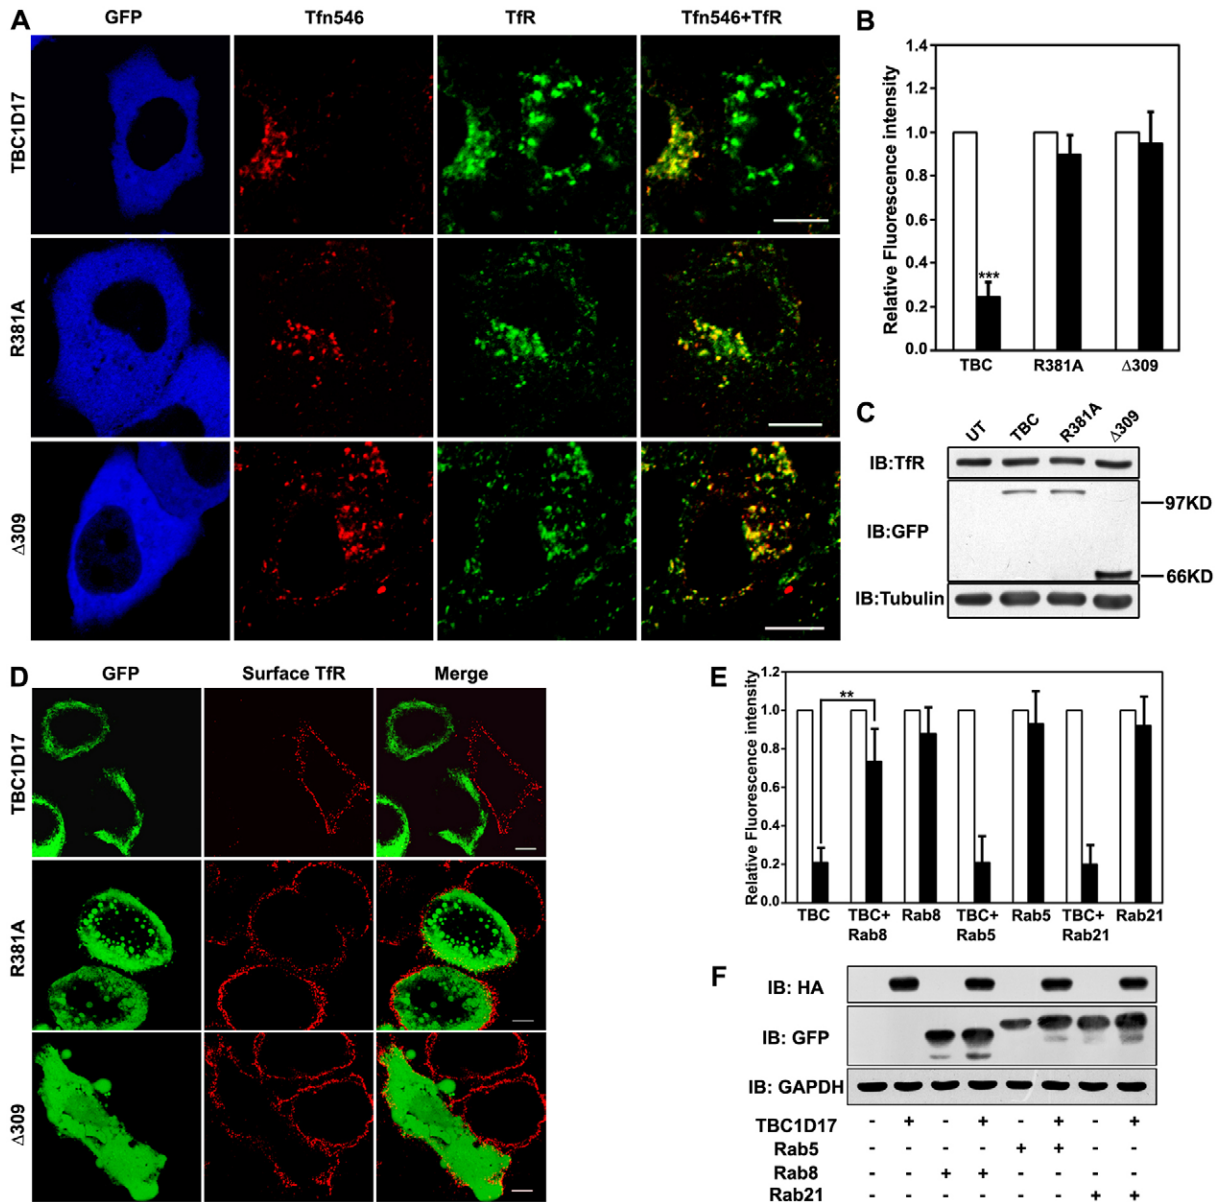 A
GFP
Tfn546
TfR
Tfn546+TfR
TBC1D17
R381A
Δ309
B
Relative Fluorescence intensity
1.4
1.2
1.0
0.8
0.6
0.4
0.2
0.0
***
TBC
R381A
Δ309
C
UT
TBC
R381A
Δ309
IB:TfR
IB:GFP
97KD
66KD
IB:Tubulin
D
GFP
Surface TfR
Merge
TBC1D17
R381A
Δ309
E
Relative Fluorescence intensity
1.2
1.0
0.8
0.6
0.4
0.2
0.0
**
TBC
TBC+
Rab8
Rab8
TBC+
Rab5
Rab5
TBC+
Rab21
Rab21
F
IB: HA
IB: GFP
IB: GAPDH
TBC1D17 - + - + - + - +
Rab5 - - - - + + - -
Rab8 - - + + - - - -
Rab21 - - - - - - + +